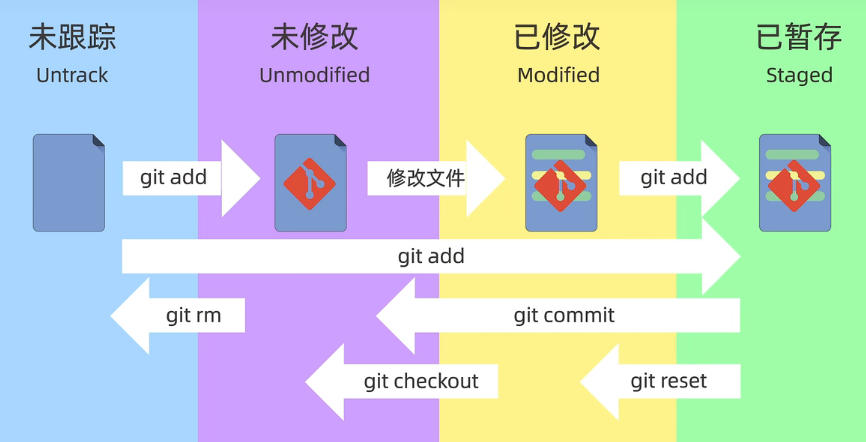 未跟踪
Untrack
未修改
Unmodified
已修改
Modified
已暂存
Staged
git add
修改文件
git add
git add
git rm
git commit
git checkout
git reset